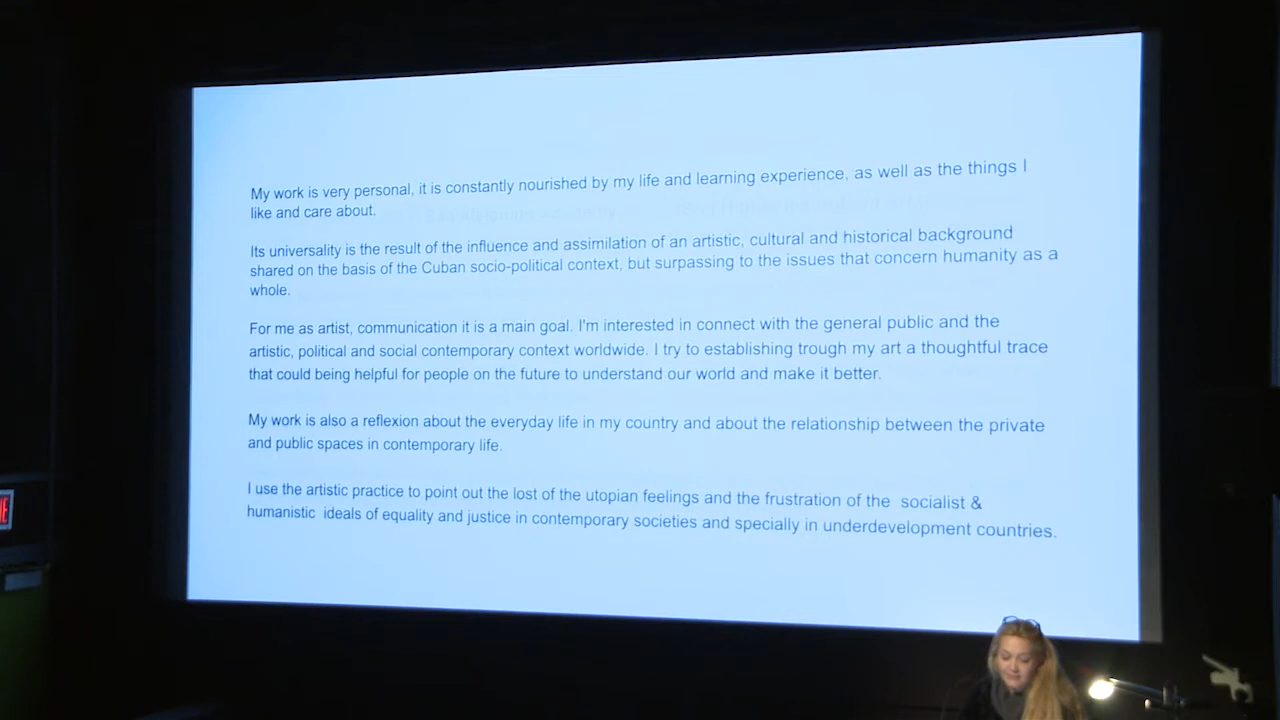 My work is very personal, it is constantly nourished by my life and learning experience, as well as the things I
like and care about.
Its universality is the result of the influence and assimilation of an artistic, cultural and historical background
shared on the basis of the Cuban socio-political context, but surpassing to the issues that concern humanity as a
whole.
For me as artist, communication it is a main goal. I'm interested in connect with the general public and the
artistic, political and social contemporary context worldwide. I try to establishing trough my art a thoughtful trace
that could being helpful for people on the future to understand our world and make it better.
My work is also a reflexion about the everyday life in my country and about the relationship between the private
and public spaces in contemporary life.
I use the artistic practice to point out the lost of the utopian feelings and the frustration of the socialist &
humanistic ideals of equality and justice in contemporary societies and specially in underdevelopment countries.